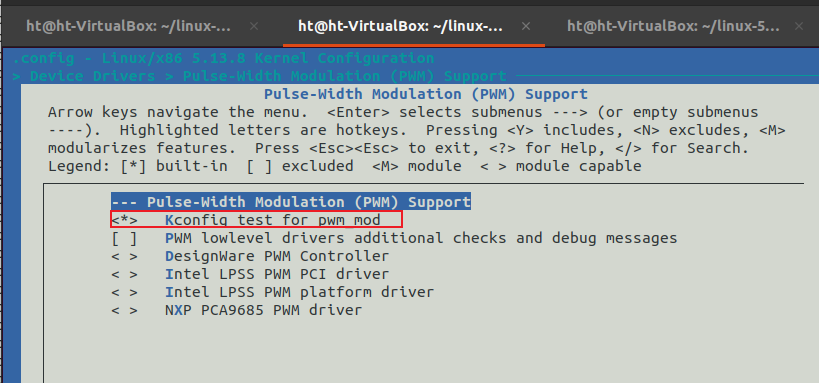 ht@ht-VirtualBox: ~/linux-... × ht@ht-VirtualBox: ~/linux-... × ht@ht-VirtualBox: ~/linux-5... ×
.config - Linux/x86 5.13.8 Kernel Configuration
> Device Drivers > Pulse-Width Modulation (PWM) Support
Pulse-Width Modulation (PWM) Support
Arrow keys navigate the menu.  <Enter> selects submenus ---> (or empty submenus
----).  Highlighted letters are hotkeys.  Pressing <Y> includes, <N> excludes, <M>
modularizes features.  Press <Esc><Esc> to exit, <?> for Help, </> for Search.
Legend: [*] built-in  [ ] excluded  <M> module  < > module capable
--- Pulse-Width Modulation (PWM) Support
<*>   Kconfig test for pwm_mod
[ ]   PWM lowlevel drivers additional checks and debug messages
< >   DesignWare PWM Controller
< >   Intel LPSS PWM PCI driver
< >   Intel LPSS PWM platform driver
< >   NXP PCA9685 PWM driver